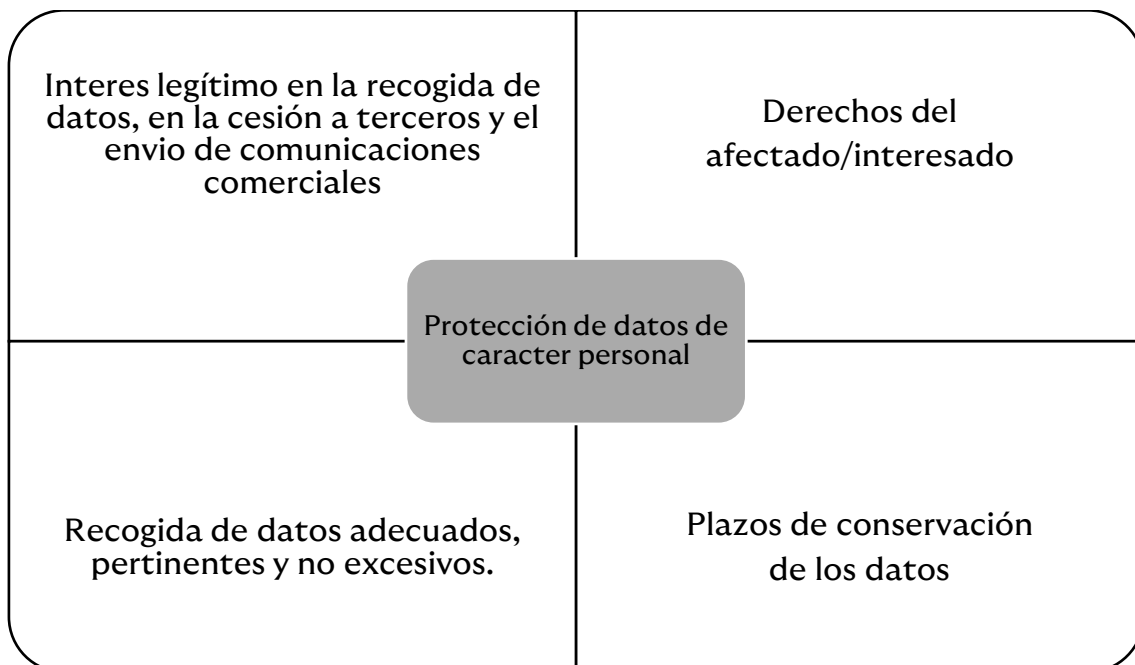 Interes legítimo en la recogida de
datos, en la cesión a terceros y el
envio de comunicaciones
comerciales
Derechos del
afectado/interesado
Protección de datos de
caracter personal
Recogida de datos adecuados,
pertinentes y no excesivos.
Plazos de conservación
de los datos